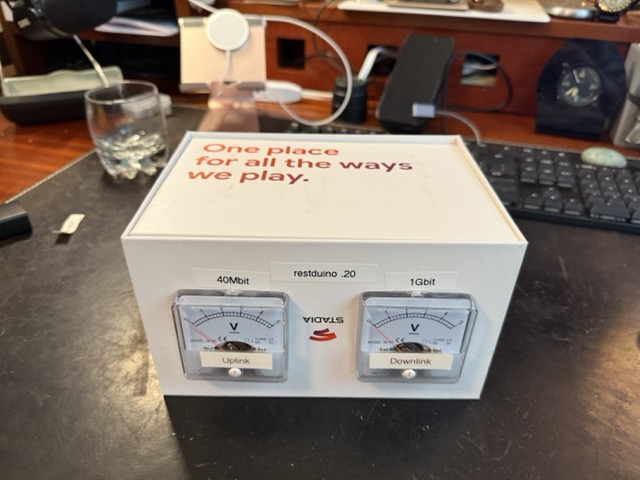 One place
for all the ways
we play.
restduino .20
40Mbit
1Gbit
STADIA
V
V
Uplink
Downlink